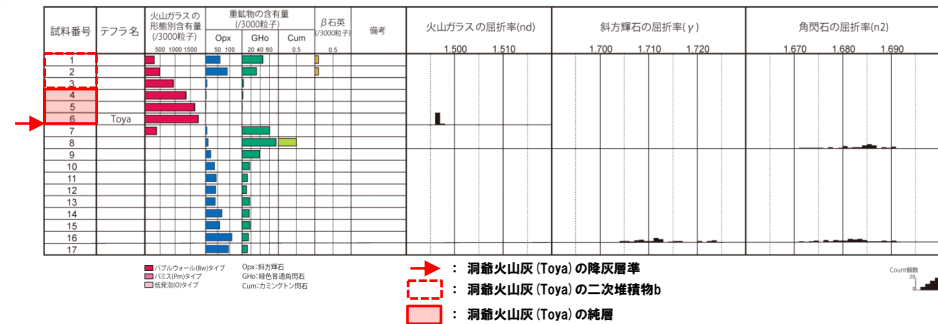 試料番号 テフラ名 火山ガラスの形態別含有量(/3000粒子) 重鉱物の含有量(/3000粒子) β石英(/3000粒子) 備考 火山ガラスの屈折率(nd) 斜方輝石の屈折率(γ) 角閃石の屈折率(n2)
Opx GHo Cum
500 1000 1500 50 100 20 40 60 0.5 0.5 1.500 1.510 1.700 1.710 1.720 1.670 1.680 1.690
1
2
3
4
5
6 Toya
7
8
9
10
11
12
13
14
15
16
17
バブルウォール(Bw)タイプ Opx:斜方輝石
パミス(Pm)タイプ GHo:緑色普通角閃石
低発泡(O)タイプ Cum:カミングトン閃石
: 洞爺火山灰(Toya)の降灰層準
: 洞爺火山灰(Toya)の二次堆積物b
: 洞爺火山灰(Toya)の純層
Count個数